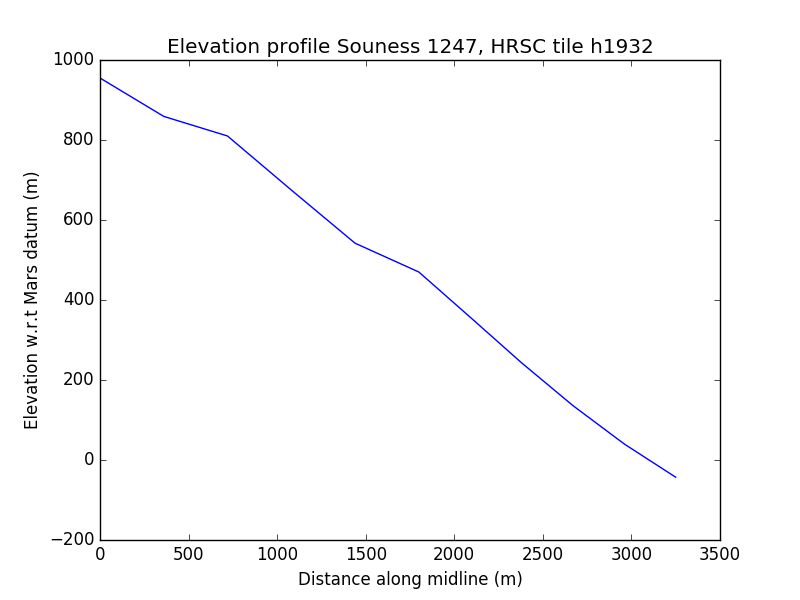 Elevation profile Souness 1247, HRSC tile h1932
1000
800
600
400
200
0
−200
Elevation w.r.t Mars datum (m)
0 500 1000 1500 2000 2500 3000 3500
Distance along midline (m)